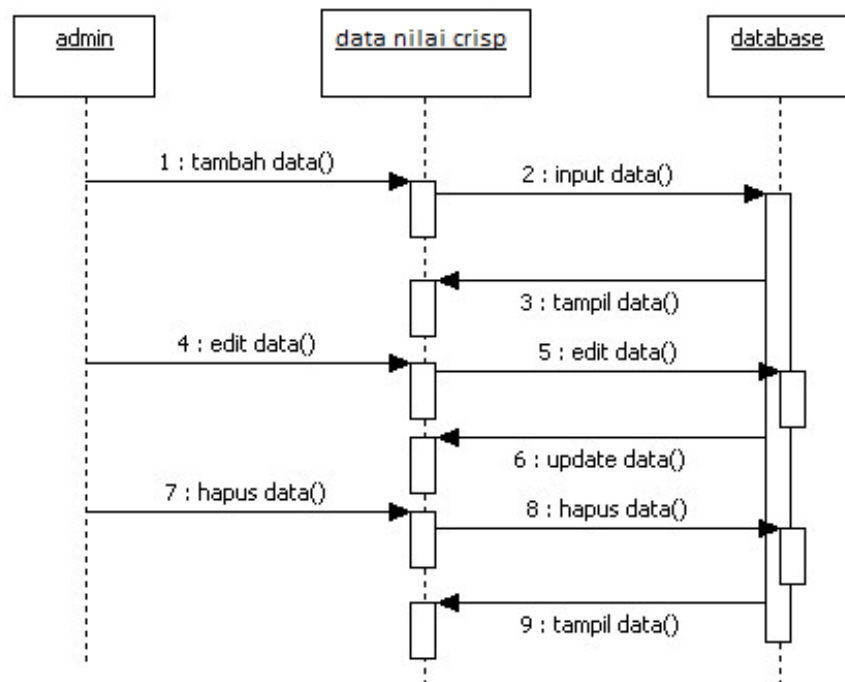 admin
data nilai crisp
database
1 : tambah data()
2 : input data()
3 : tampil data()
4 : edit data()
5 : edit data()
6 : update data()
7 : hapus data()
8 : hapus data()
9 : tampil data()